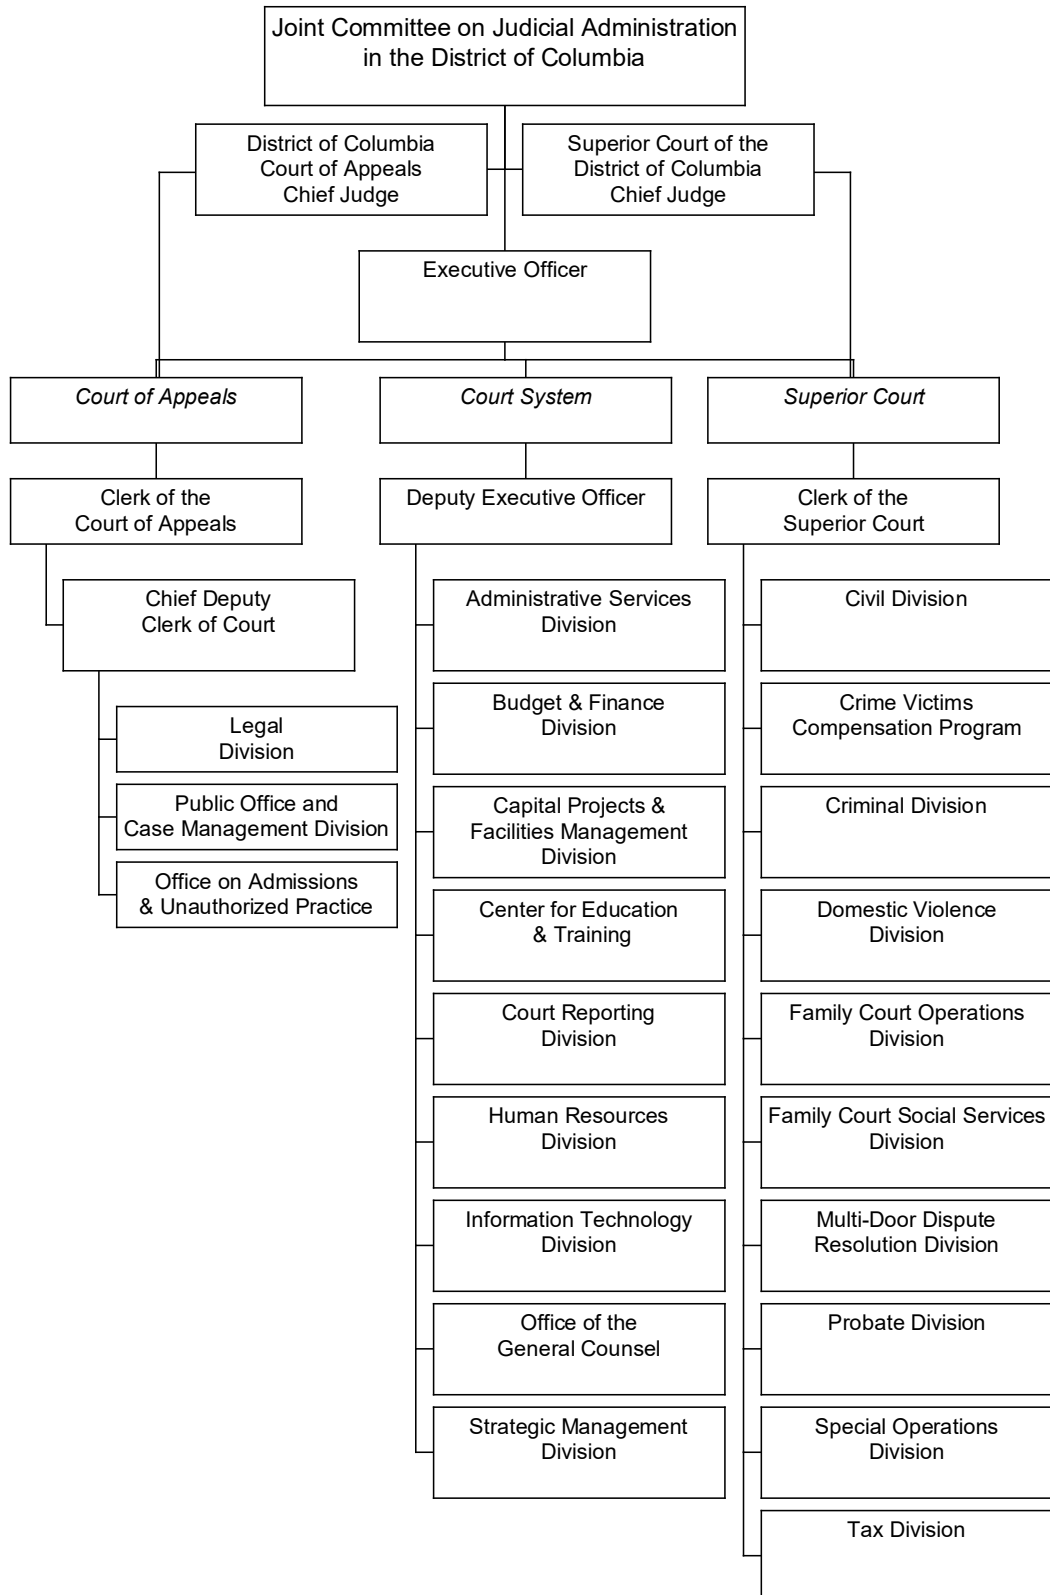 Joint Committee on Judicial Administration
in the District of Columbia
District of Columbia
Court of Appeals
Chief Judge
Superior Court of the
District of Columbia
Chief Judge
Executive Officer
Court of Appeals
Court System
Superior Court
Clerk of the
Court of Appeals
Deputy Executive Officer
Clerk of the
Superior Court
Chief Deputy
Clerk of Court
Legal
Division
Public Office and
Case Management Division
Office on Admissions
& Unauthorized Practice
Administrative Services
Division
Budget & Finance
Division
Capital Projects &
Facilities Management
Division
Center for Education
& Training
Court Reporting
Division
Human Resources
Division
Information Technology
Division
Office of the
General Counsel
Strategic Management
Division
Civil Division
Crime Victims
Compensation Program
Criminal Division
Domestic Violence
Division
Family Court Operations
Division
Family Court Social Services
Division
Multi-Door Dispute
Resolution Division
Probate Division
Special Operations
Division
Tax Division